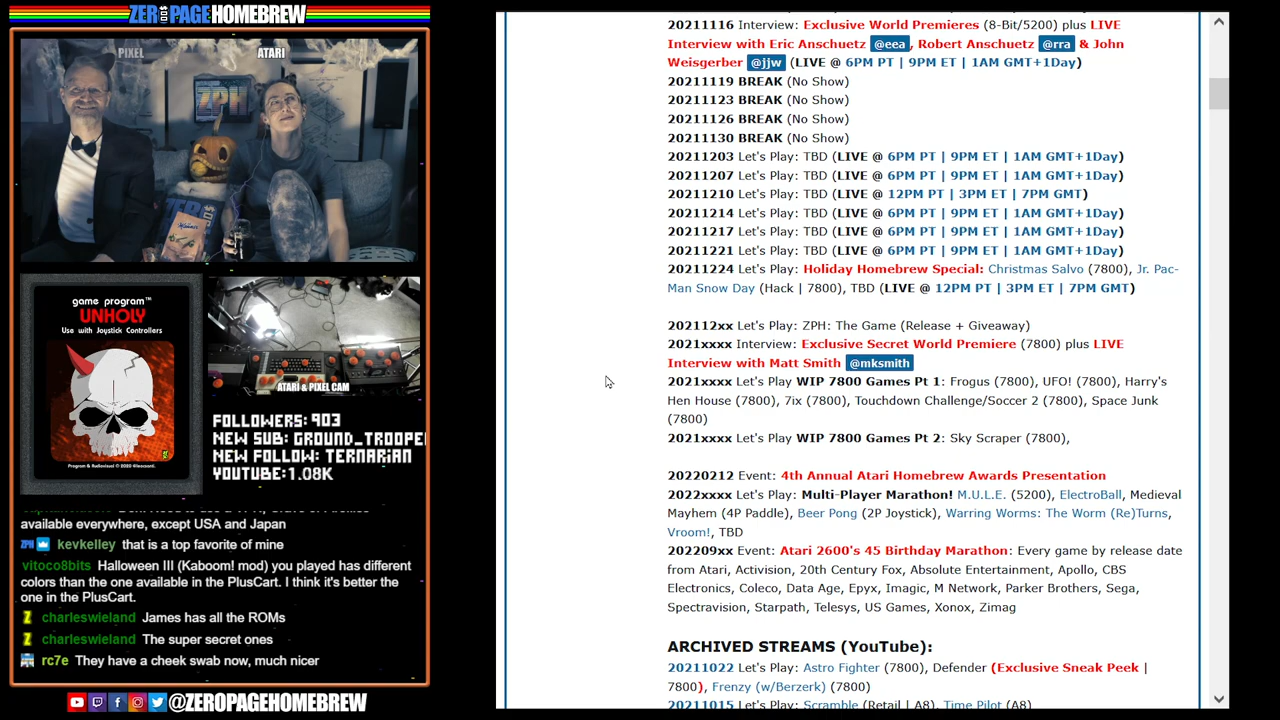 ZERO PAGE HOMEBREW
PIXEL
ATARI
ZPH
game program™
UNHOLY
Use with Joystick Controllers
ATARI & PIXEL CAM
FOLLOWERS: 903
NEW SUB: GROUND_TROOPE
NEW FOLLOW: TERNARIAN
YOUTUBE:1.08K
available everywhere, except USA and Japan
kevkelley that is a top favorite of mine
vitoco8bits Halloween III (Kaboom! mod) you played has different
colors than the one available in the PlusCart. I think it's better the
one in the PlusCart.
charleswieland James has all the ROMs
charleswieland The super secret ones
rc7e They have a cheek swab now, much nicer
@ZEROPAGEHOMEBREW
20211116 Interview: Exclusive World Premieres (8-Bit/5200) plus LIVE
Interview with Eric Anschuetz @eea, Robert Anschuetz @rra & John
Weisgerber @jjw (LIVE @ 6PM PT | 9PM ET | 1AM GMT+1Day)
20211119 BREAK (No Show)
20211123 BREAK (No Show)
20211126 BREAK (No Show)
20211130 BREAK (No Show)
20211203 Let's Play: TBD (LIVE @ 6PM PT | 9PM ET | 1AM GMT+1Day)
20211207 Let's Play: TBD (LIVE @ 6PM PT | 9PM ET | 1AM GMT+1Day)
20211210 Let's Play: TBD (LIVE @ 12PM PT | 3PM ET | 7PM GMT)
20211214 Let's Play: TBD (LIVE @ 6PM PT | 9PM ET | 1AM GMT+1Day)
20211217 Let's Play: TBD (LIVE @ 6PM PT | 9PM ET | 1AM GMT+1Day)
20211221 Let's Play: TBD (LIVE @ 6PM PT | 9PM ET | 1AM GMT+1Day)
20211224 Let's Play: Holiday Homebrew Special: Christmas Salvo (7800), Jr. Pac-
Man Snow Day (Hack | 7800), TBD (LIVE @ 12PM PT | 3PM ET | 7PM GMT)
202112xx Let's Play: ZPH: The Game (Release + Giveaway)
2021xxxx Interview: Exclusive Secret World Premiere (7800) plus LIVE
Interview with Matt Smith @mksmith
2021xxxx Let's Play WIP 7800 Games Pt 1: Frogus (7800), UFO! (7800), Harry's
Hen House (7800), 7ix (7800), Touchdown Challenge/Soccer 2 (7800), Space Junk
(7800)
2021xxxx Let's Play WIP 7800 Games Pt 2: Sky Scraper (7800),
20220212 Event: 4th Annual Atari Homebrew Awards Presentation
2022xxxx Let's Play: Multi-Player Marathon! M.U.L.E. (5200), ElectroBall, Medieval
Mayhem (4P Paddle), Beer Pong (2P Joystick), Warring Worms: The Worm (Re)Turns,
Vroom!, TBD
202209xx Event: Atari 2600's 45 Birthday Marathon: Every game by release date
from Atari, Activision, 20th Century Fox, Absolute Entertainment, Apollo, CBS
Electronics, Coleco, Data Age, Epyx, Imagic, M Network, Parker Brothers, Sega,
Spectravision, Starpath, Telesys, US Games, Xonox, Zimag
ARCHIVED STREAMS (YouTube):
20211022 Let's Play: Astro Fighter (7800), Defender (Exclusive Sneak Peek |
7800), Frenzy (w/Berzerk) (7800)
20211015 Let's Play: Scramble (Retail | A8), Time Pilot (A8)